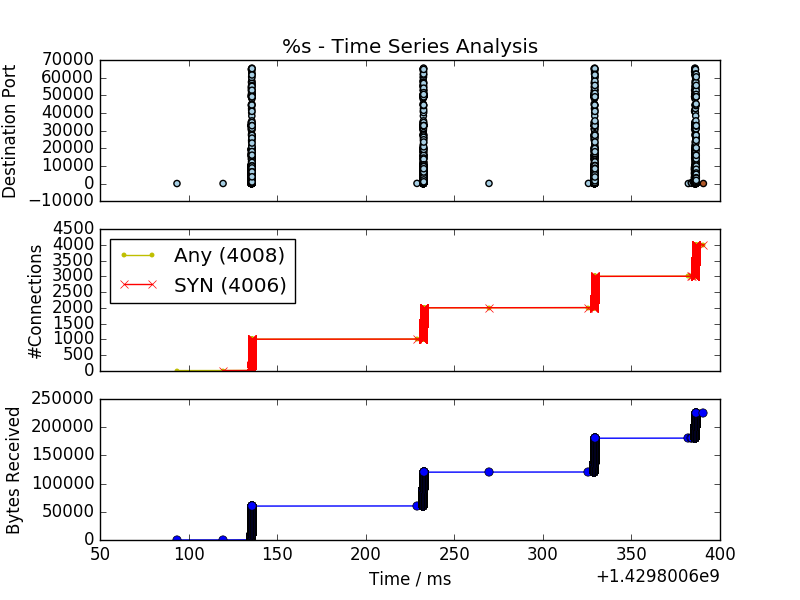 %s - Time Series Analysis
70000
60000
50000
40000
30000
20000
10000
0
−10000
Destination Port
4500
4000
3500
3000
2500
2000
1500
1000
500
0
#Connections
Any (4008)
SYN (4006)
250000
200000
150000
100000
50000
0
Bytes Received
50 100 150 200 250 300 350 400
Time / ms
+1.4298006e9